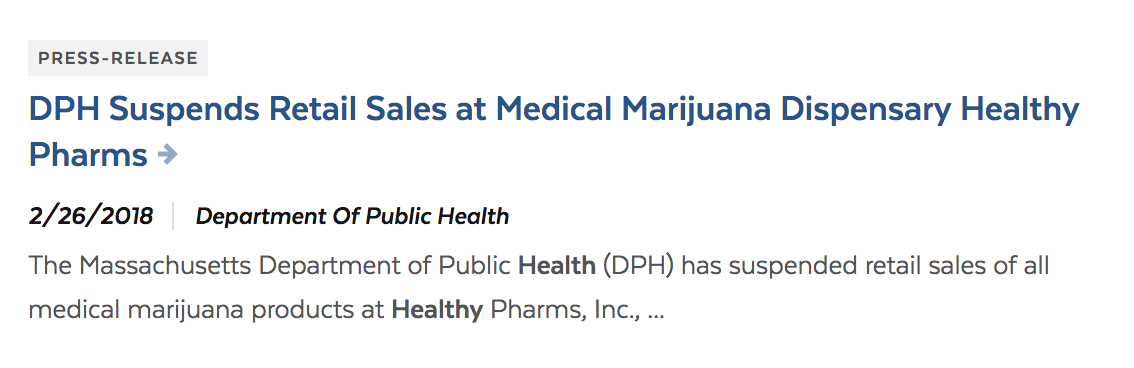 PRESS-RELEASE
DPH Suspends Retail Sales at Medical Marijuana Dispensary Healthy
Pharms →
2/26/2018 | Department Of Public Health
The Massachusetts Department of Public Health (DPH) has suspended retail sales of all
medical marijuana products at Healthy Pharms, Inc., ...